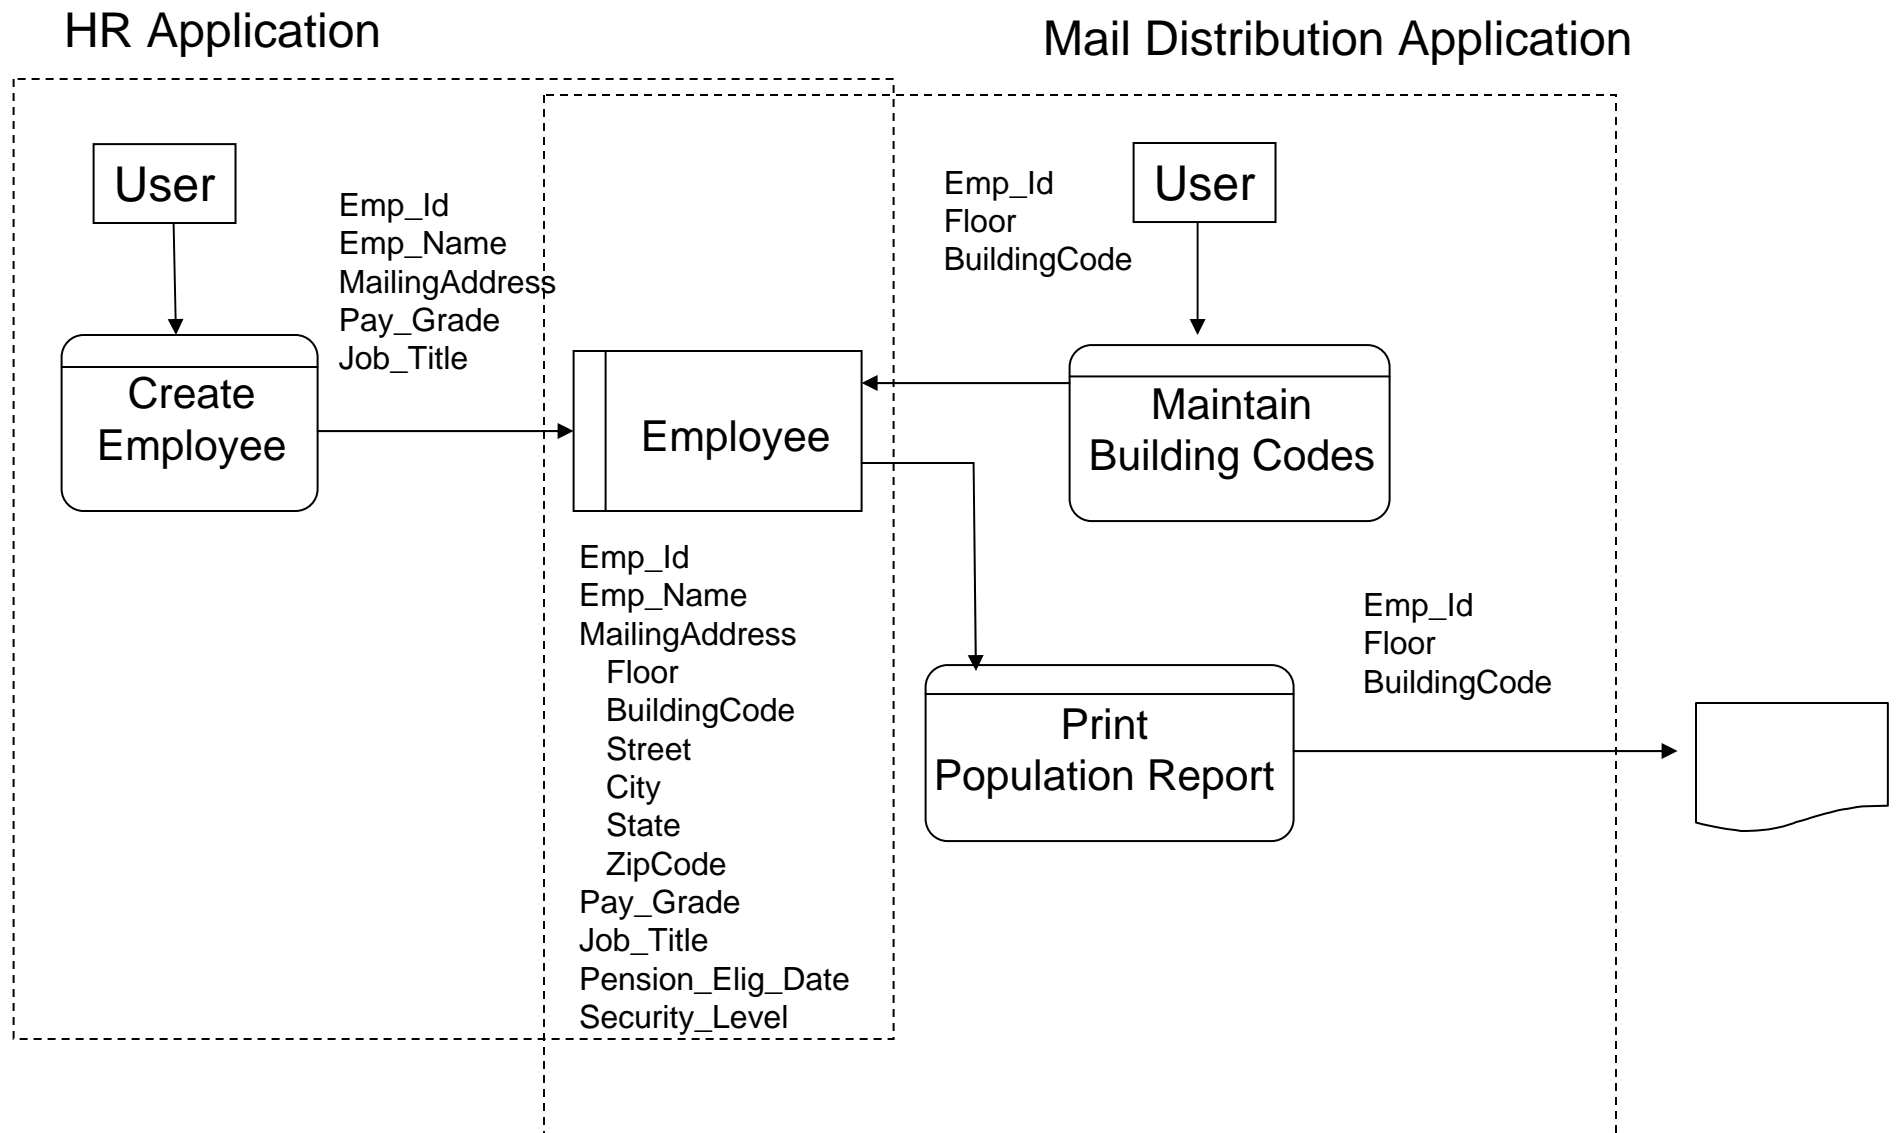 HR Application
Mail Distribution Application
User
Emp_Id
Emp_Name
MailingAddress
Pay_Grade
Job_Title
Create
Employee
Employee
Emp_Id
Emp_Name
MailingAddress
Floor
BuildingCode
Street
City
State
ZipCode
Pay_Grade
Job_Title
Pension_Elig_Date
Security_Level
Emp_Id
Floor
BuildingCode
User
Maintain
Building Codes
Print
Population Report
Emp_Id
Floor
BuildingCode